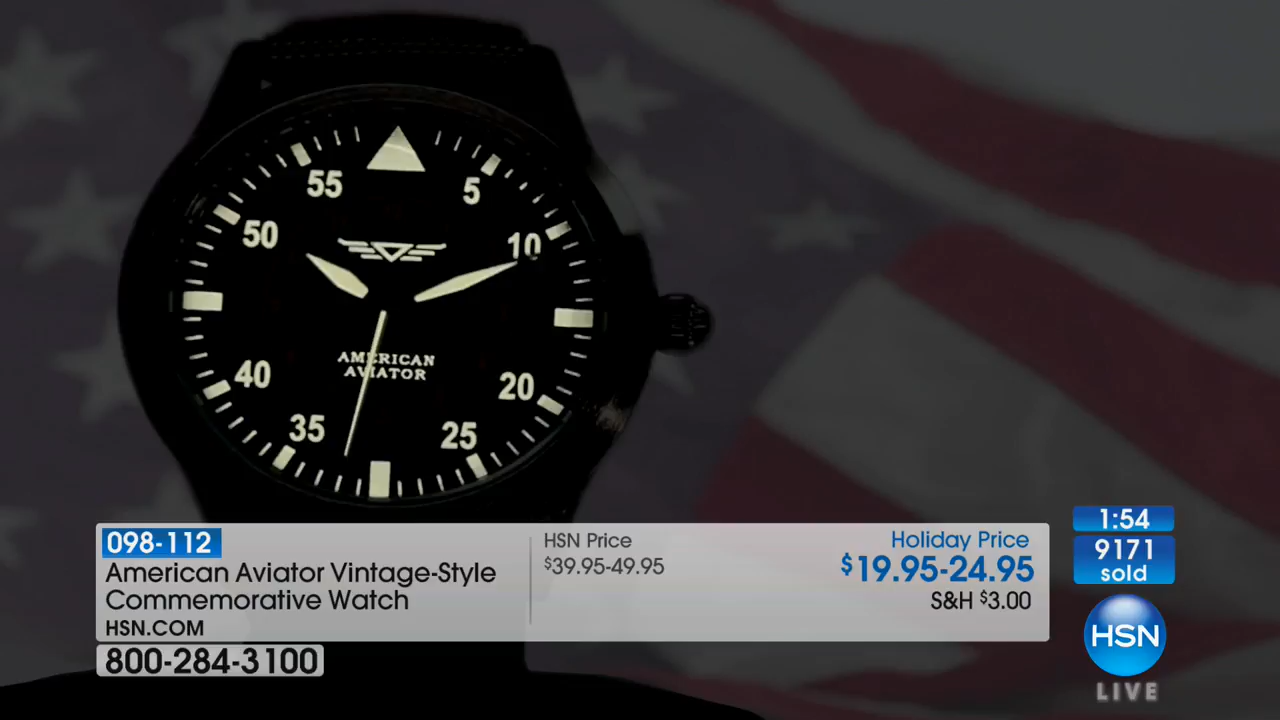 55
5
50
10
AMERICAN
AVIATOR
40
20
35
25
098-112
American Aviator Vintage-Style
Commemorative Watch
HSN.COM
800-284-3100
HSN Price
$39.95-49.95
Holiday Price
$19.95-24.95
S&H $3.00
1:54
9171
sold
HSN
LIVE